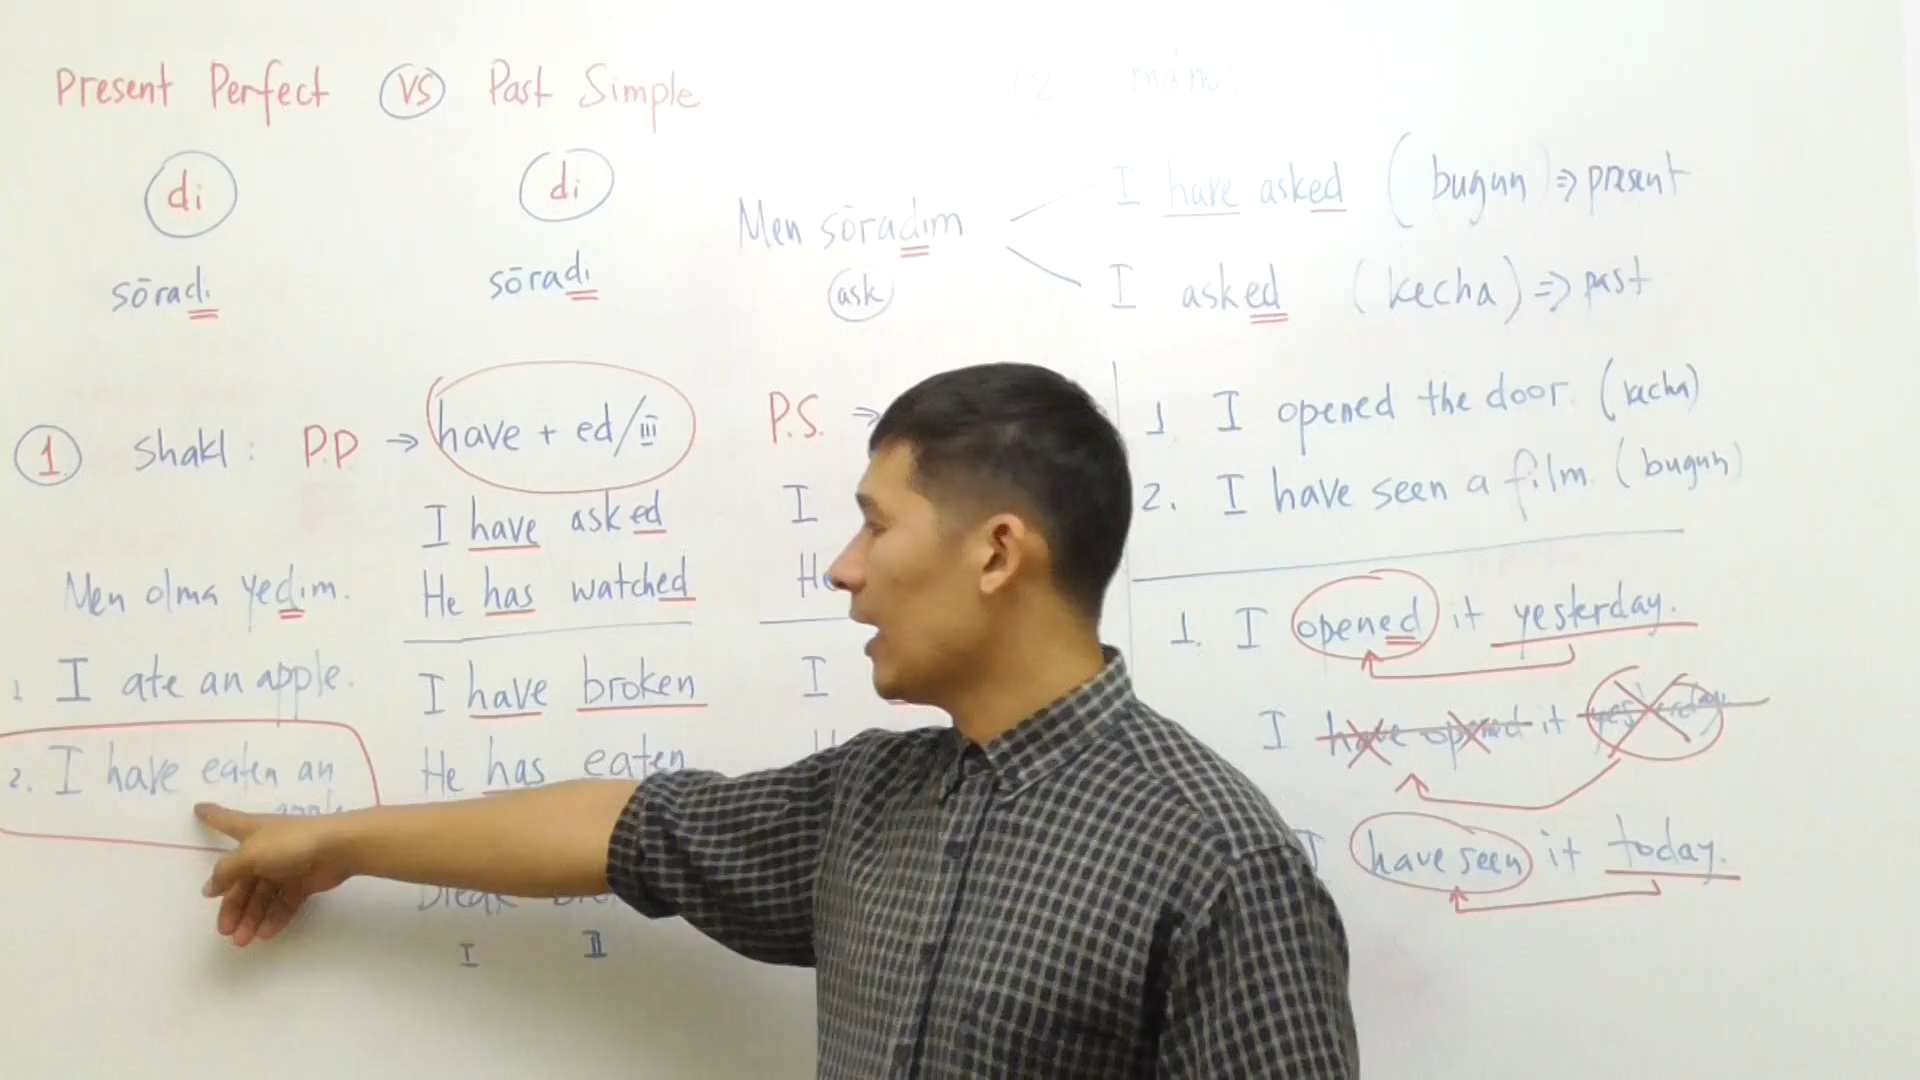 Present Perfect VS Past Simple
di di
sōradi sōradi
Men sōradim
ask
I have asked (bugun) => present
I asked (kecha) => past
1 Shakl: P.P → have + ed/III
I have asked
He has watched
I have broken
He has eaten
I II
Men olma yedim.
1 I ate an apple.
2. I have eaten an
apple
P.S. =>
I
He
I
1 I opened the door. (kecha)
2. I have seen a film. (bugun)
1. I opened it yesterday.
I have opened it yesterday
I have seen it today.